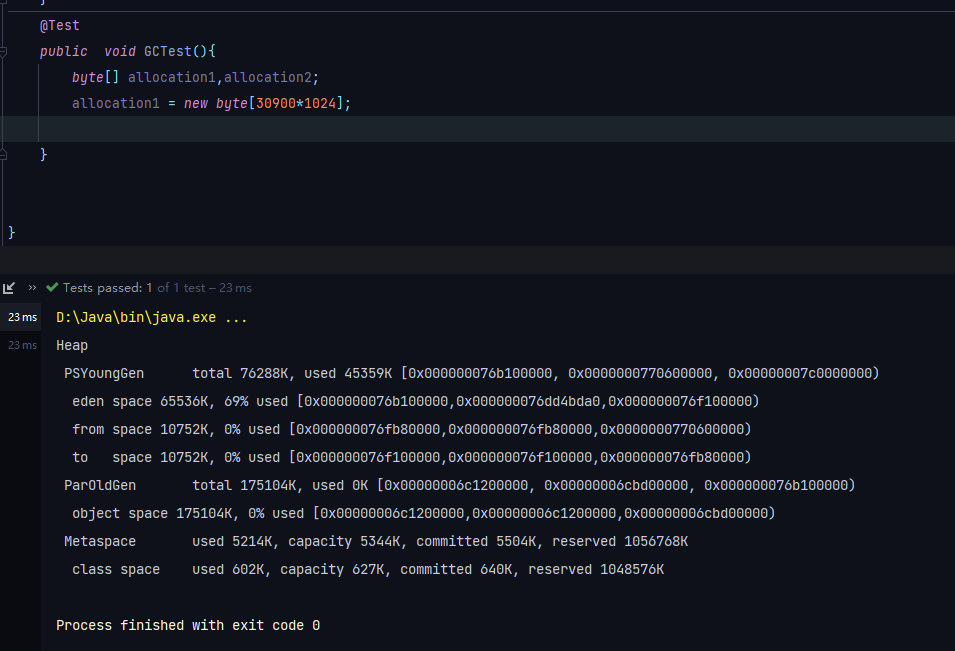 }
@Test
public  void GCTest(){
byte[] allocation1,allocation2;
allocation1 = new byte[30900*1024];
}
}
» Tests passed: 1 of 1 test – 23 ms
23 ms D:\Java\bin\java.exe ...
23 ms Heap
PSYoungGen      total 76288K, used 45359K [0x000000076b100000, 0x0000000770600000, 0x00000007c0000000)
eden space 65536K, 69% used [0x000000076b100000,0x000000076dd4bda0,0x000000076f100000)
from space 10752K, 0% used [0x000000076fb80000,0x000000076fb80000,0x0000000770600000)
to   space 10752K, 0% used [0x000000076f100000,0x000000076f100000,0x000000076fb80000)
ParOldGen       total 175104K, used 0K [0x00000006c1200000, 0x00000006cbd00000, 0x000000076b100000)
object space 175104K, 0% used [0x00000006c1200000,0x00000006c1200000,0x00000006cbd00000)
Metaspace       used 5214K, capacity 5344K, committed 5504K, reserved 1056768K
class space    used 602K, capacity 627K, committed 640K, reserved 1048576K
Process finished with exit code 0